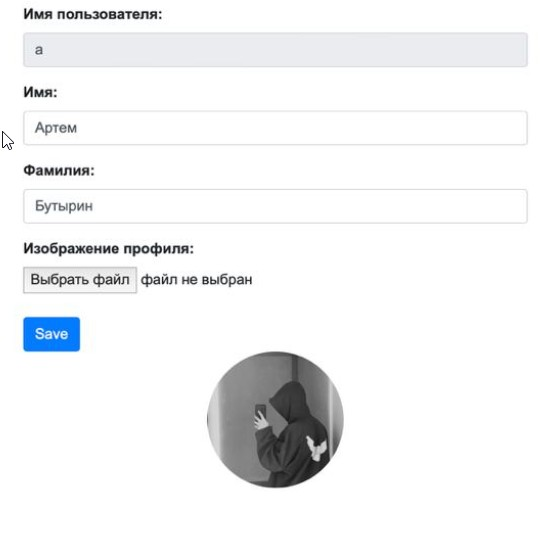 Имя пользователя:
a
Имя:
Артем
Фамилия:
Бутырин
Изображение профиля:
Выбрать файл файл не выбран
Save